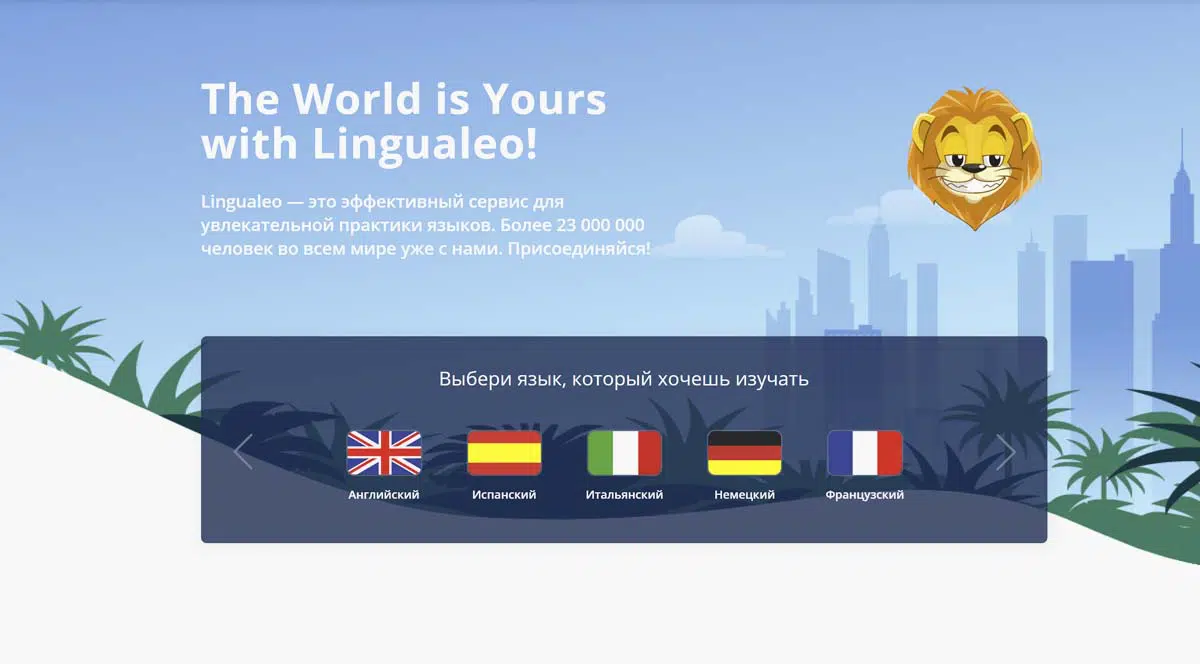 The World is Yours
with Lingualeo!
Lingualeo — это эффективный сервис для
увлекательной практики языков. Более 23 000 000
человек во всем мире уже с нами. Присоединяйся!
Выбери язык, который хочешь изучать
Английский Испанский Итальянский Немецкий Французский